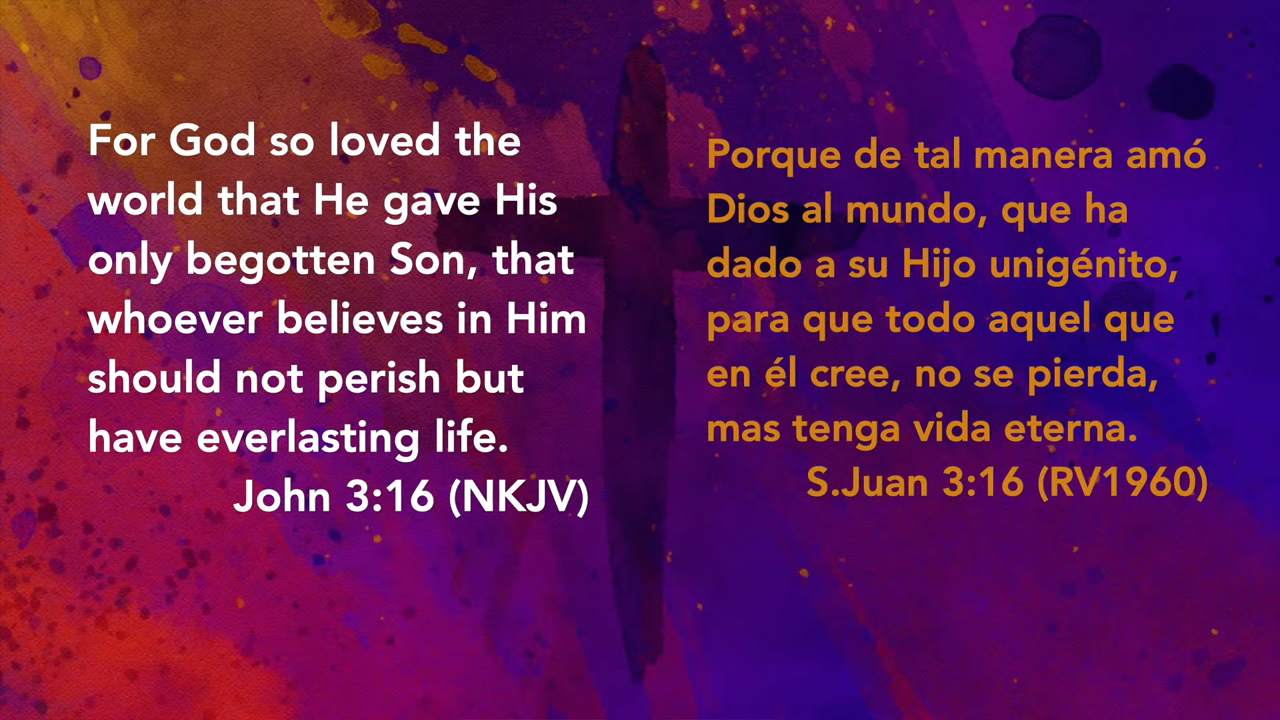 For God so loved the
world that He gave His
only begotten Son, that
whoever believes in Him
should not perish but
have everlasting life.
John 3:16 (NKJV)
Porque de tal manera amó
Dios al mundo, que ha
dado a su Hijo unigénito,
para que todo aquel que
en él cree, no se pierda,
mas tenga vida eterna.
S.Juan 3:16 (RV1960)